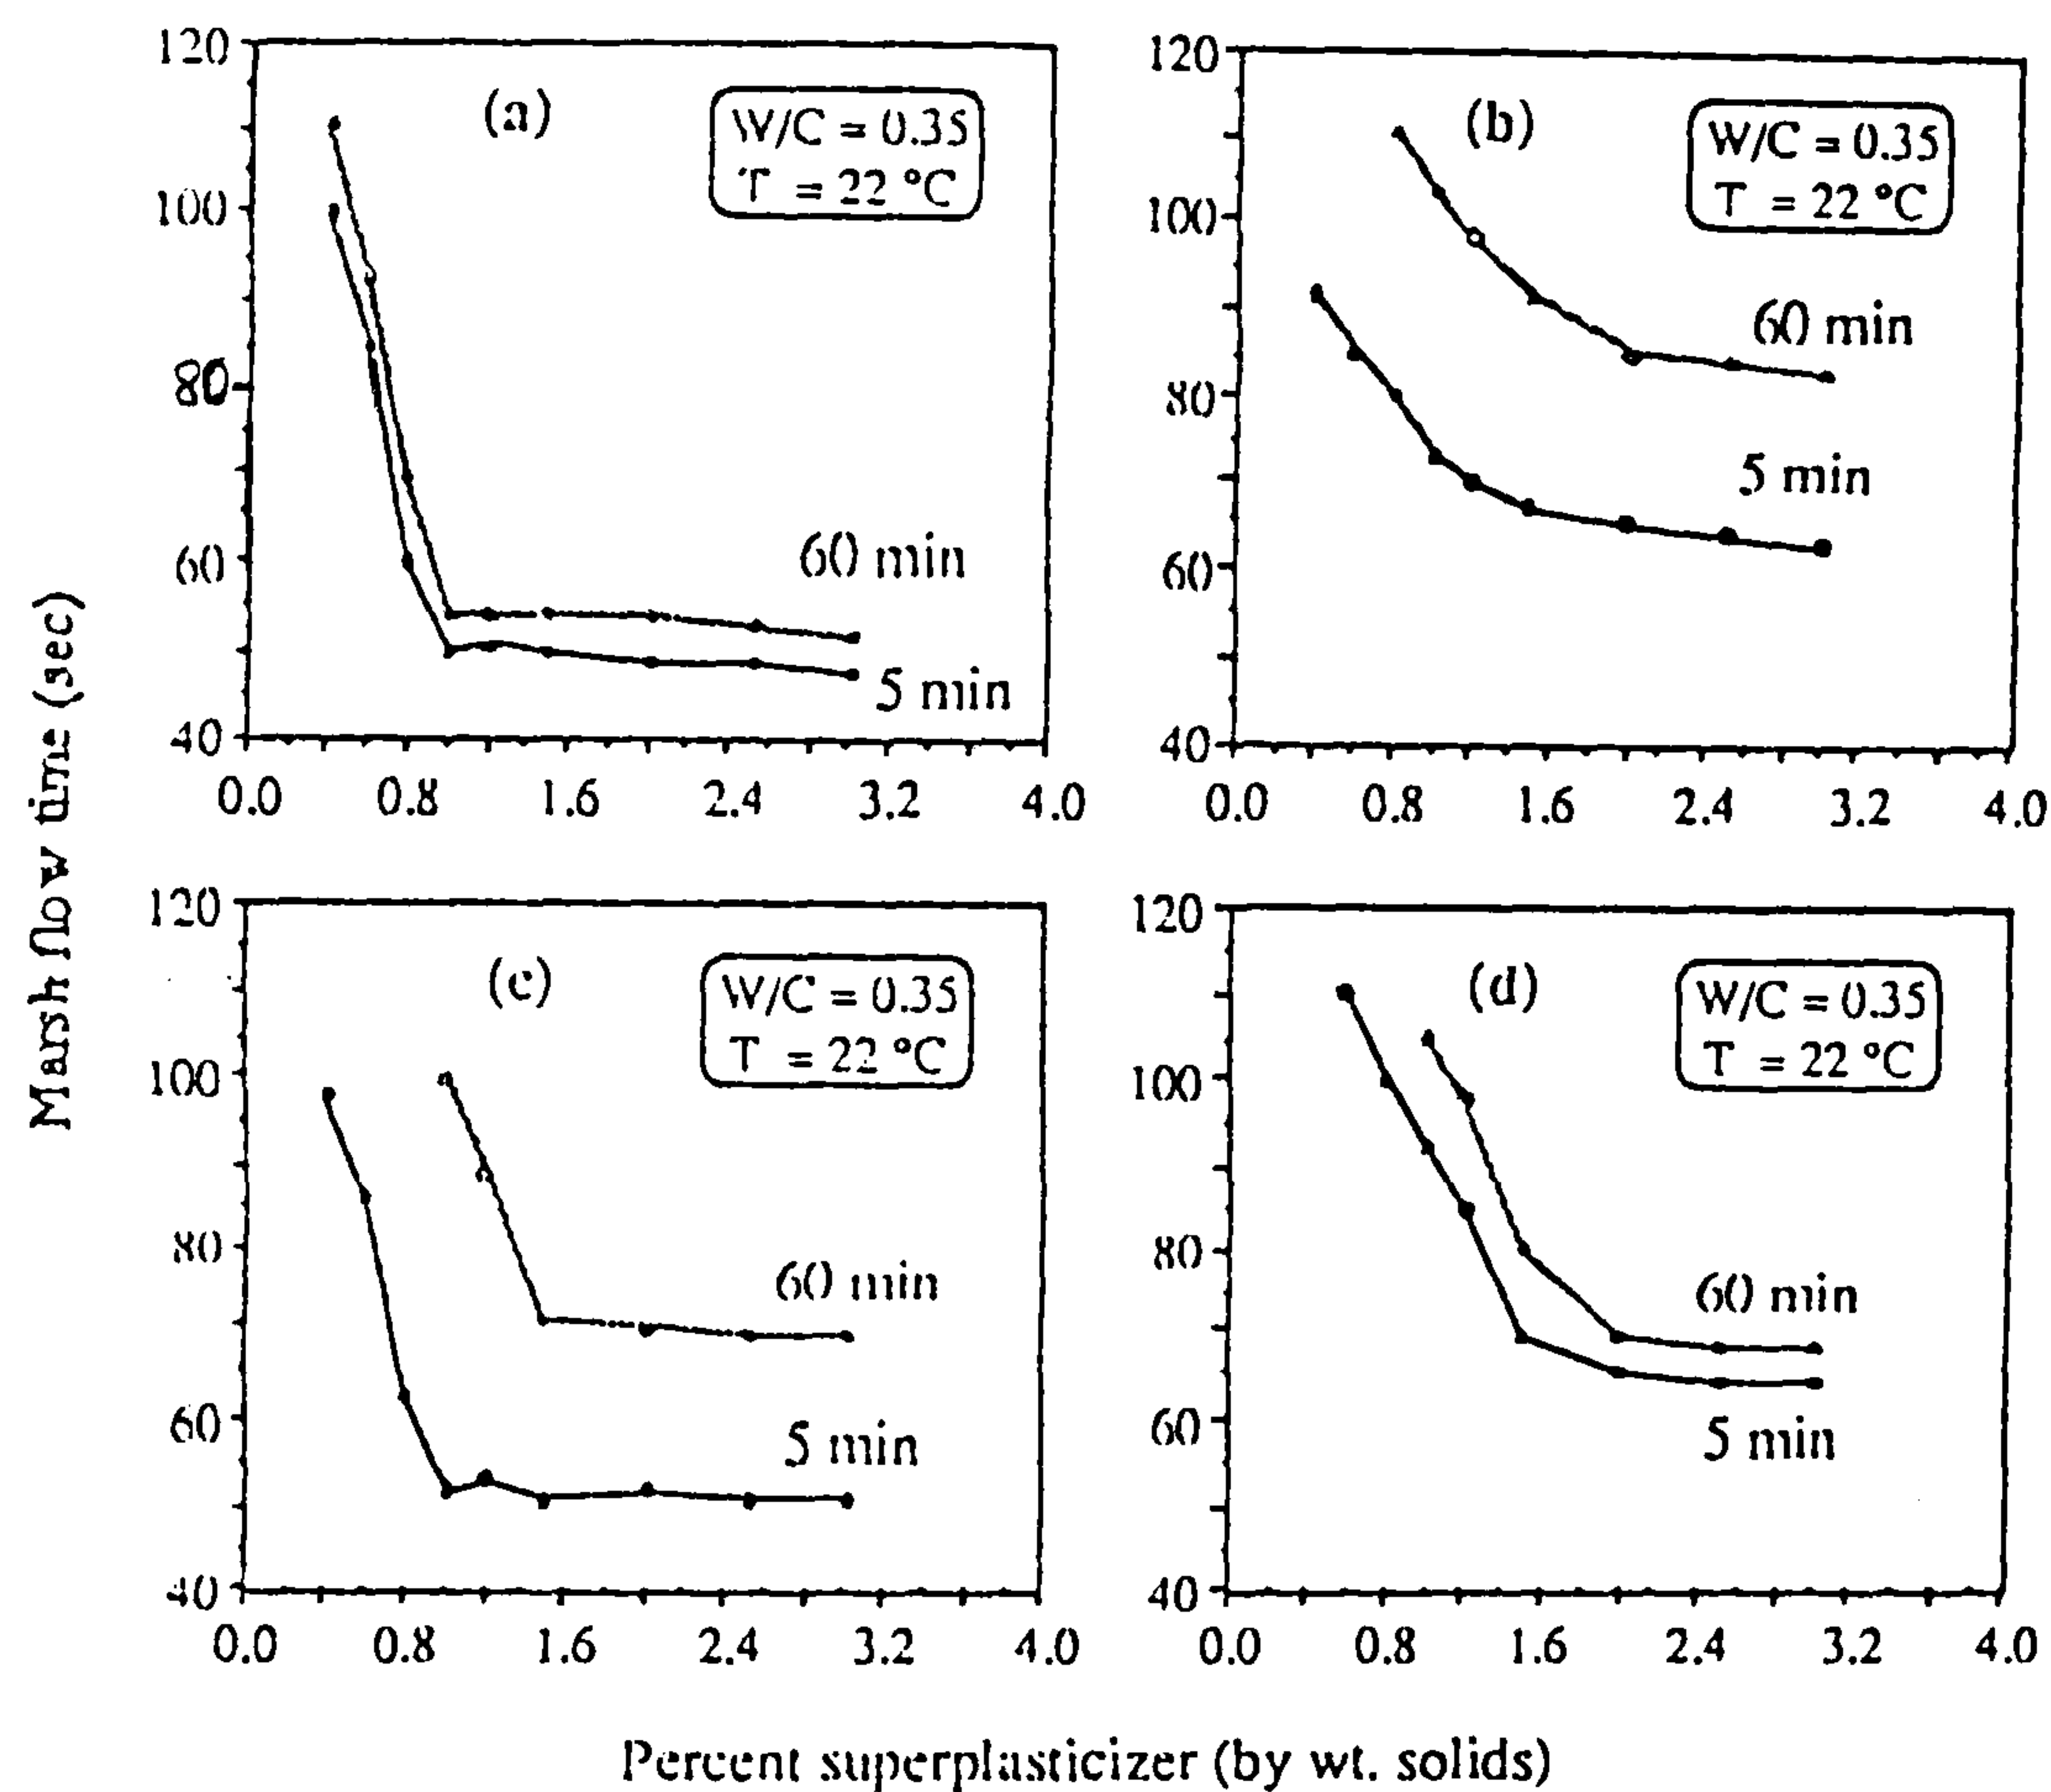 Marsh flow time (sec)
120
100
80
60
40
0.0 0.8 1.6 2.4 3.2 4.0
(a)
W/C = 0.35
T = 22 °C
60 min
5 min
120
100
80
60
40
0.0 0.8 1.6 2.4 3.2 4.0
(b)
W/C = 0.35
T = 22 °C
60 min
5 min
120
100
80
60
40
0.0 0.8 1.6 2.4 3.2 4.0
(c)
W/C = 0.35
T = 22 °C
60 min
5 min
120
100
80
60
40
0.0 0.8 1.6 2.4 3.2 4.0
(d)
W/C = 0.35
T = 22 °C
60 min
5 min
Percent superplasticizer (by wt. solids)